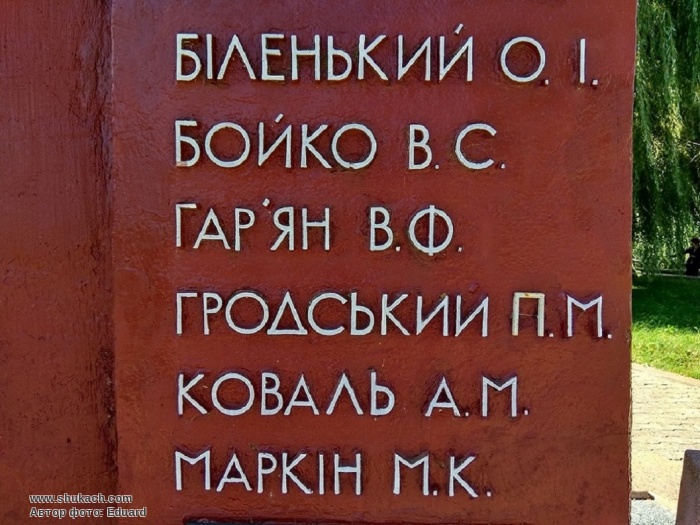 БІЛЕНЬКИЙ О. І.
БОЙКО В. С.
ГАР'ЯН В.Ф.
ГРОДСЬКИЙ П.М.
КОВАЛЬ А.М.
МАРКІН М.К.
www.shukach.com
Автор фото: Eduard